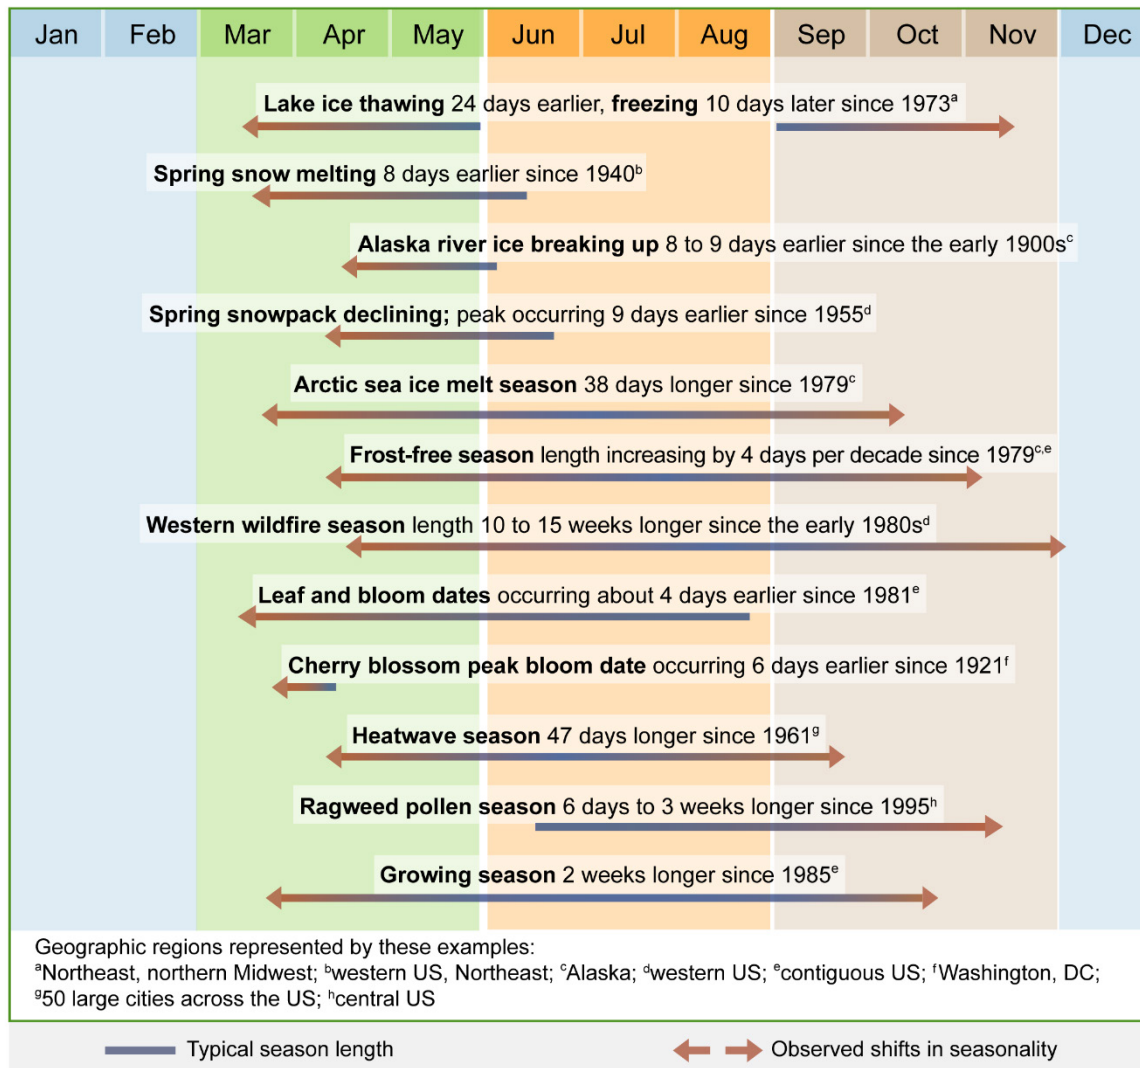 Jan Feb Mar Apr May Jun Jul Aug Sep Oct Nov Dec
Lake ice thawing 24 days earlier, freezing 10 days later since 1973ᵃ
Spring snow melting 8 days earlier since 1940ᵇ
Alaska river ice breaking up 8 to 9 days earlier since the early 1900sᶜ
Spring snowpack declining; peak occurring 9 days earlier since 1955ᵈ
Arctic sea ice melt season 38 days longer since 1979ᶜ
Frost-free season length increasing by 4 days per decade since 1979ᶜ,ᵉ
Western wildfire season length 10 to 15 weeks longer since the early 1980sᵈ
Leaf and bloom dates occurring about 4 days earlier since 1981ᵉ
Cherry blossom peak bloom date occurring 6 days earlier since 1921ᶠ
Heatwave season 47 days longer since 1961ᵍ
Ragweed pollen season 6 days to 3 weeks longer since 1995ʰ
Growing season 2 weeks longer since 1985ᵉ
Geographic regions represented by these examples:
ᵃNortheast, northern Midwest; ᵇwestern US, Northeast; ᶜAlaska; ᵈwestern US; ᵉcontiguous US; ᶠWashington, DC;
ᵍ50 large cities across the US; ʰcentral US
Typical season length Observed shifts in seasonality